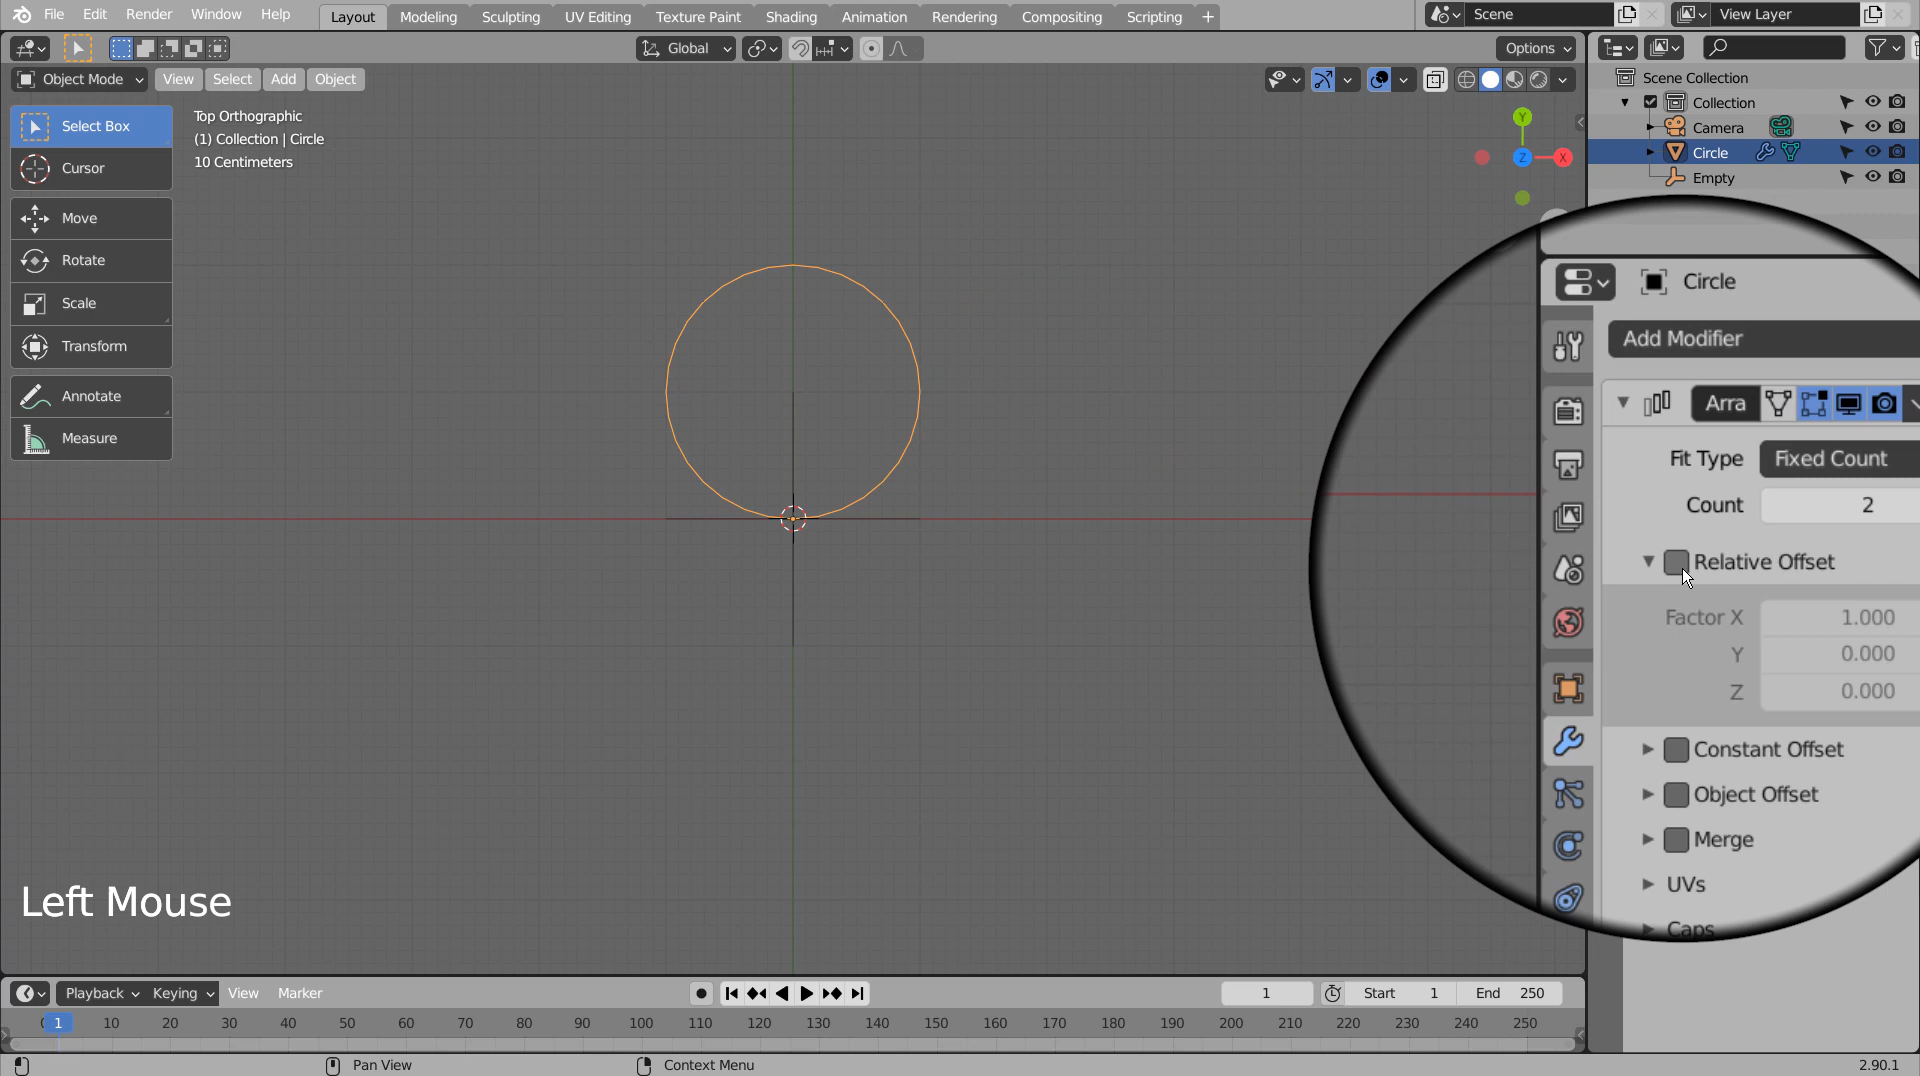 File Edit Render Window Help
Layout Modeling Sculpting UV Editing Texture Paint Shading Animation Rendering Compositing Scripting +
Scene
View Layer
Global
Options
Object Mode View Select Add Object
Scene Collection
Collection
Camera
Circle
Empty
Select Box
Cursor
Move
Rotate
Scale
Transform
Annotate
Measure
Top Orthographic
(1) Collection | Circle
10 Centimeters
Y
Z
X
Circle
Add Modifier
Arra
Fit Type Fixed Count
Count 2
Relative Offset
Factor X 1.000
Y 0.000
Z 0.000
Constant Offset
Object Offset
Merge
UVs
Caps
Left Mouse
Playback Keying View Marker
1 Start 1 End 250
1 10 20 30 40 50 60 70 80 90 100 110 120 130 140 150 160 170 180 190 200 210 220 230 240 250
Pan View Context Menu 2.90.1